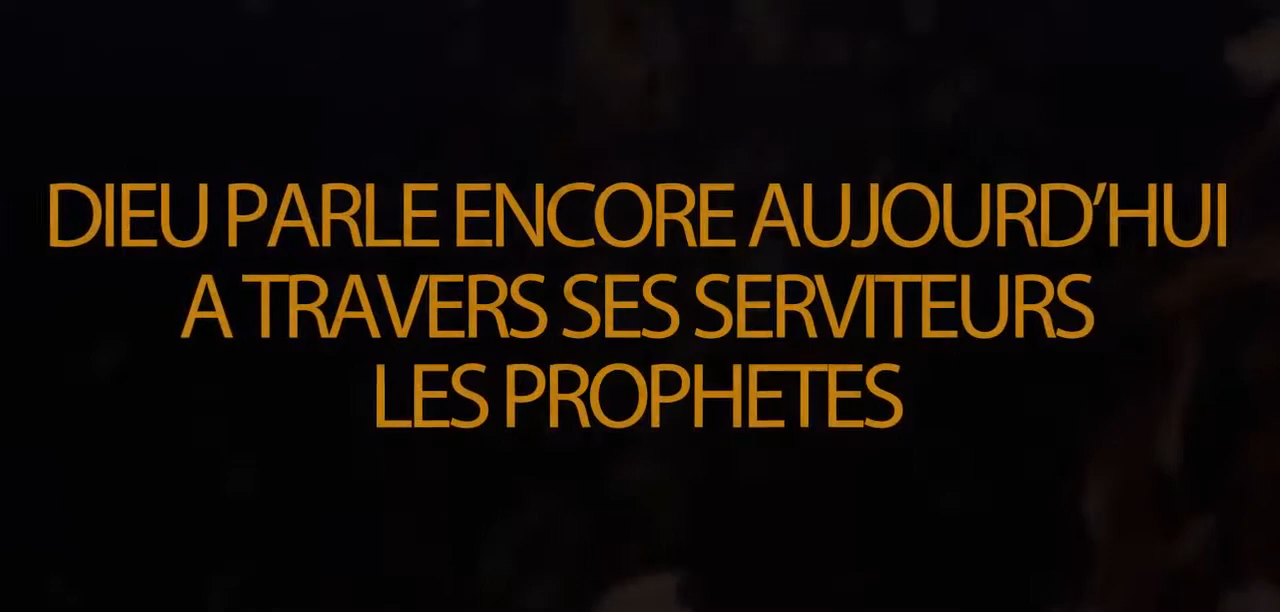 DIEU PARLE ENCORE AUJOURD’HUI
A TRAVERS SES SERVITEURS
LES PROPHETES